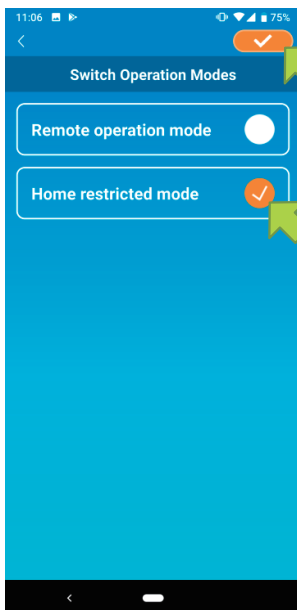 11:06
75%
Switch Operation Modes
Remote operation mode
Home restricted mode